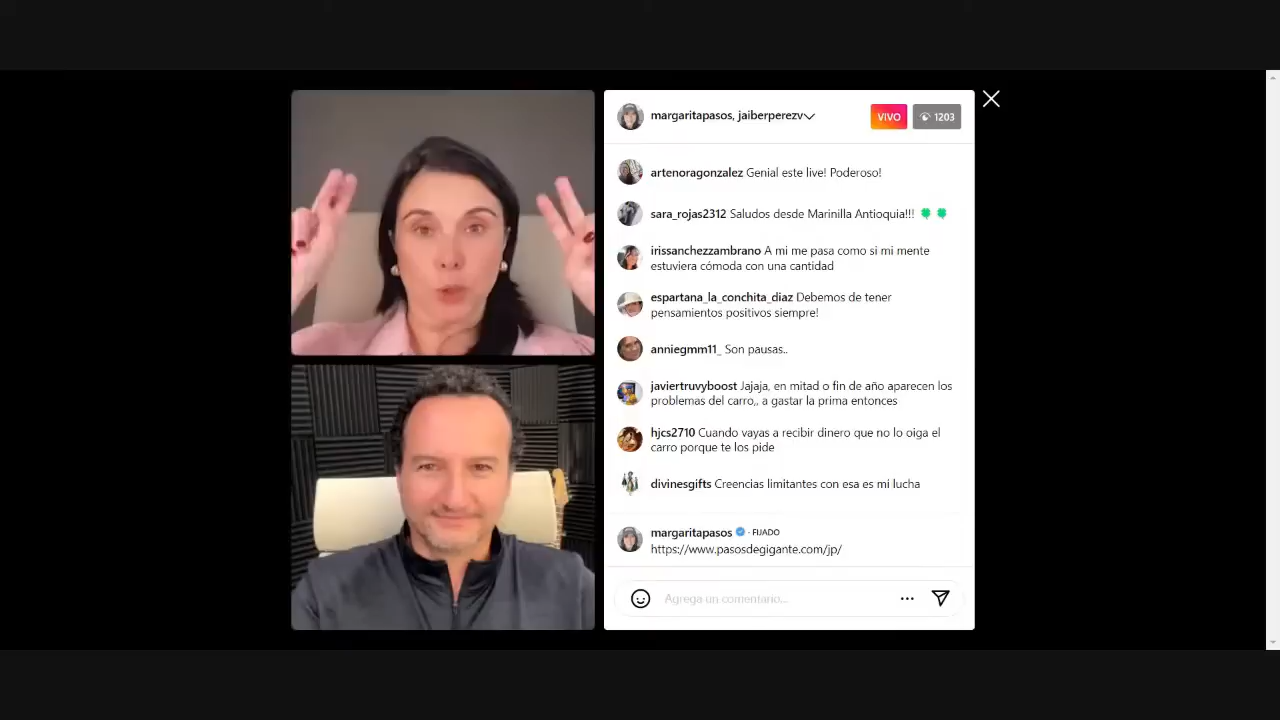 margaritapasos, jaiberperezv
VIVO
1203
artenoragonzalez Genial este live! Poderoso!
sara_rojas2312 Saludos desde Marinilla Antioquia!!! 🍀 🍀
irissanchezzambrano A mi me pasa como si mi mente
estuviera cómoda con una cantidad
espartana_la_conchita_diaz Debemos de tener
pensamientos positivos siempre!
anniegmm11_ Son pausas..
javiertruvyboost Jajaja, en mitad o fin de año aparecen los
problemas del carro,, a gastar la prima entonces
hjcs2710 Cuando vayas a recibir dinero que no lo oiga el
carro porque te los pide
divinesgifts Creencias limitantes con esa es mi lucha
margaritapasos · FIJADO
https://www.pasosdegigante.com/jp/
Agrega un comentario...